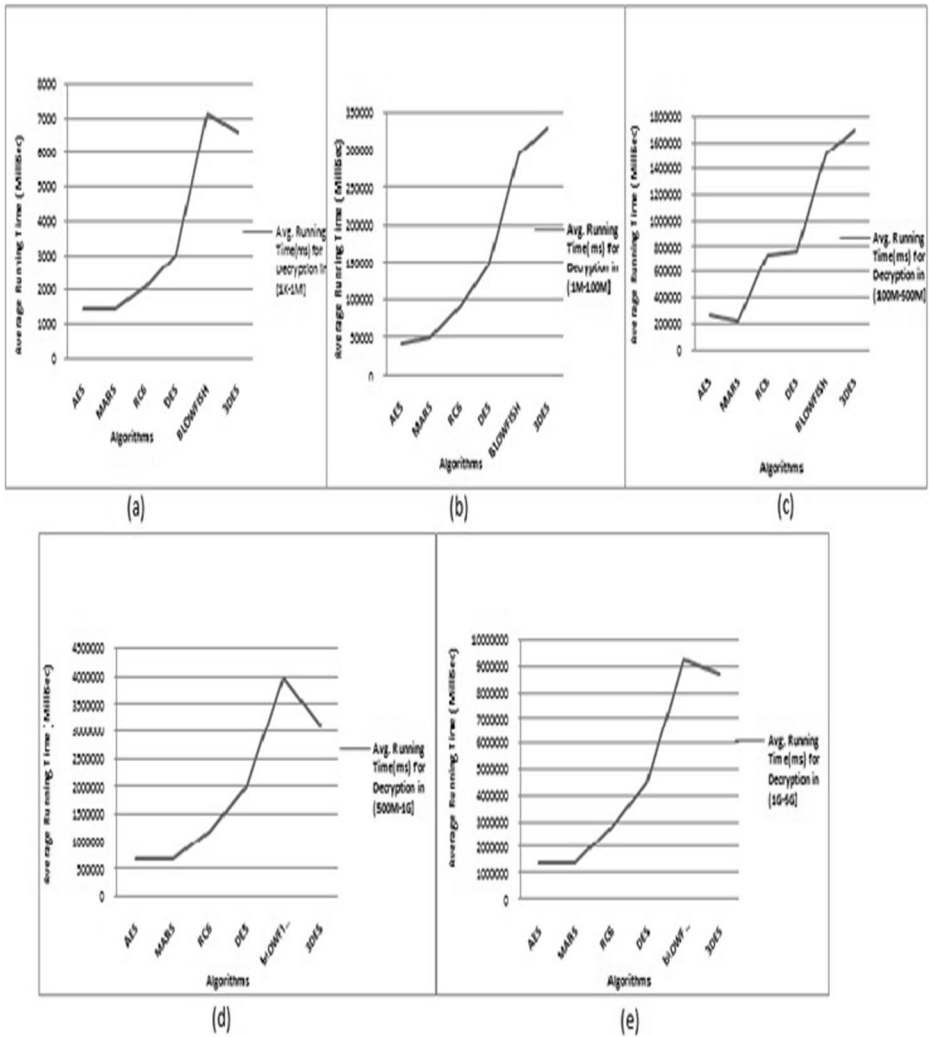 8000
7000
6000
5000
4000
3000
2000
1000
0
Average Running Time ( MilliSec)
AES
MARS
RC6
DES
BLOWFISH
3DES
Algorithms
Avg. Running
Time(ms) for
Decryption in
[1K-1M]
(a)
350000
300000
250000
200000
150000
100000
50000
0
Average Running Time ( MilliSec)
AES
MARS
RC6
DES
BLOWFISH
3DES
Algorithms
Avg. Running
Time(ms) for
Decryption in
(1M-100M]
(b)
1800000
1600000
1400000
1200000
1000000
800000
600000
400000
200000
0
Average Running Time ( MilliSec)
AES
MARS
RC6
DES
BLOWFISH
3DES
Algorithms
Avg. Running
Time(ms) for
Decryption in
(100M-500M]
(c)
4500000
4000000
3500000
3000000
2500000
2000000
1500000
1000000
500000
0
Average Running Time ( MilliSec)
AES
MARS
RC6
DES
BLOWFI...
3DES
Algorithms
Avg. Running
Time(ms) for
Decryption in
(500M-1G]
(d)
10000000
9000000
8000000
7000000
6000000
5000000
4000000
3000000
2000000
1000000
0
Average Running Time ( MilliSec)
AES
MARS
RC6
DES
BLOWF...
3DES
Algorithms
Avg. Running
Time(ms) for
Decryption in
(e)